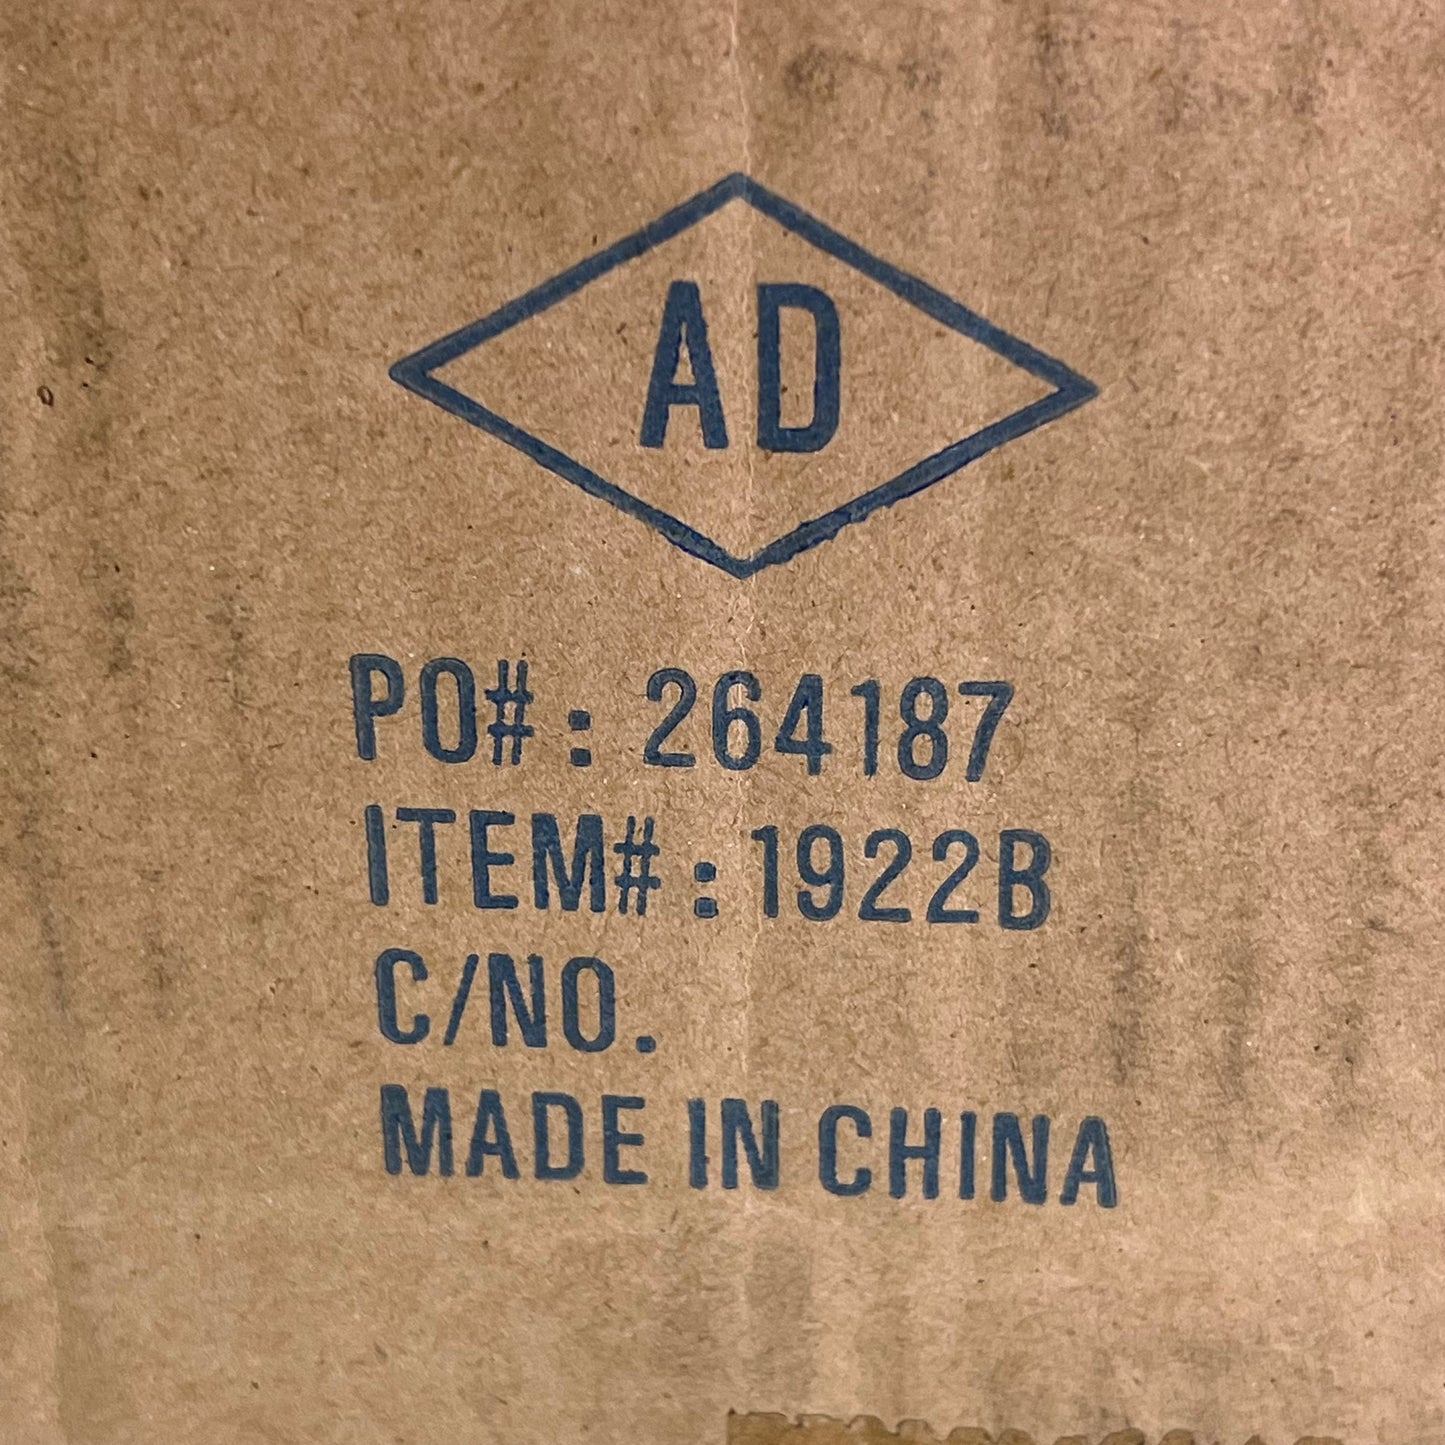 AD
PO#: 264187
ITEM#: 1922B
C/NO.
MADE IN CHINA